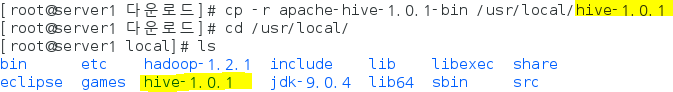 [root@server1 다운로드]# cp -r apache-hive-1.0.1-bin /usr/local/hive-1.0.1
[root@server1 다운로드]# cd /usr/local/
[root@server1 local]# ls
bin etc hadoop-1.2.1 include lib libexec share
eclipse games hive-1.0.1 jdk-9.0.4 lib64 sbin src